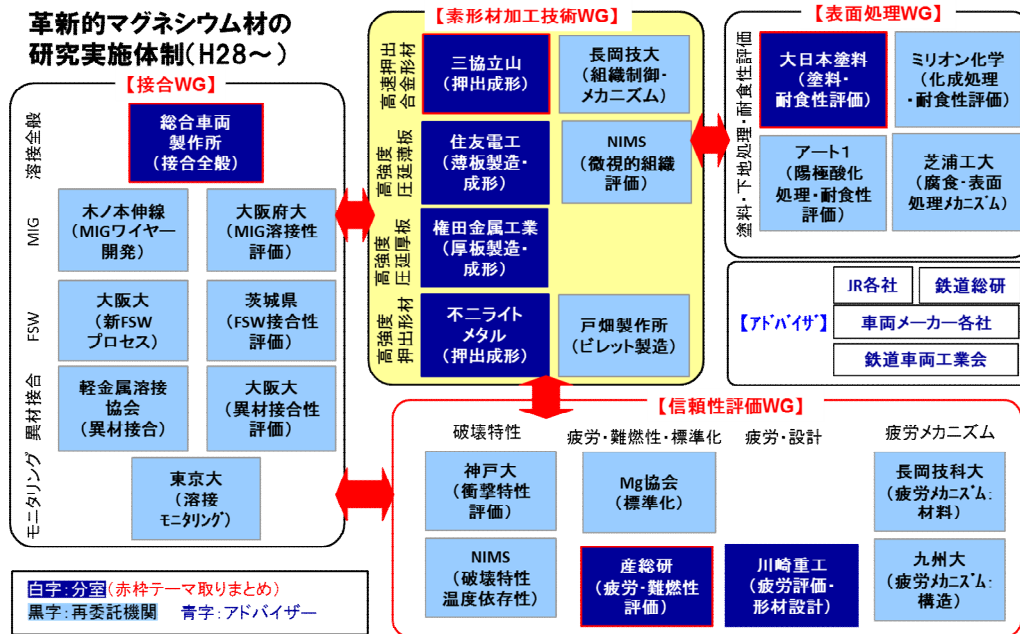 革新的マグネシウム材の
研究実施体制(H28～)
【接合WG】
溶接全般
総合車両
製作所
(接合全般)
MIG
木ノ本伸線
(MIGワイヤー
開発)
大阪府大
(MIG溶接性
評価)
FSW
大阪大
(新FSW
プロセス)
茨城県
(FSW接合性
評価)
異材接合
軽金属溶接
協会
(異材接合)
大阪大
(異材接合性
評価)
モニタリング
東京大
(溶接
ﾓﾆﾀﾘﾝｸﾞ)
【素形材加工技術WG】
高速押出
合金形材
三協立山
(押出成形)
長岡技大
(組織制御・
メカニズム)
高強度
圧延薄板
住友電工
(薄板製造・
成形)
NIMS
(微視的組織
評価)
高強度
圧延厚板
権田金属工業
(厚板製造・
成形)
高強度
押出形材
不二ライト
メタル
(押出成形)
戸畑製作所
(ビレット製造)
【表面処理WG】
塗料・下地処理・耐食性評価
大日本塗料
(塗料・
耐食性評価)
ミリオン化学
(化成処理
・耐食性評価)
アート1
(陽極酸化
処理・耐食性
評価)
芝浦工大
(腐食・表面
処理ﾒｶﾆｽﾞﾑ)
【ｱﾄﾞﾊﾞｲｻﾞ】
JR各社
鉄道総研
車両メーカー各社
鉄道車両工業会
【信頼性評価WG】
破壊特性
疲労・難燃性・標準化
疲労・設計
疲労メカニズム
神戸大
(衝撃特性
評価)
Mg協会
(標準化)
長岡技科大
(疲労ﾒｶﾆｽﾞﾑ:
材料)
NIMS
(破壊特性
温度依存性)
産総研
(疲労・難燃性
評価)
川崎重工
(疲労評価・
形材設計)
九州大
(疲労ﾒｶﾆｽﾞﾑ:
構造)
白字:分室(赤枠テーマ取りまとめ)
黒字:再委託機関 青字:アドバイザー